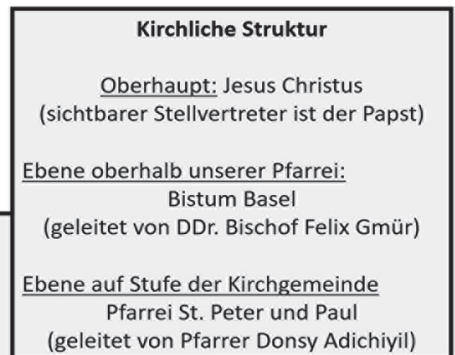 Kirchliche Struktur
Oberhaupt: Jesus Christus
(sichtbarer Stellvertreter ist der Papst)
Ebene oberhalb unserer Pfarrei:
Bistum Basel
(geleitet von DDr. Bischof Felix Gmür)
Ebene auf Stufe der Kirchgemeinde
Pfarrei St. Peter und Paul
(geleitet von Pfarrer Donsy Adichiyil)